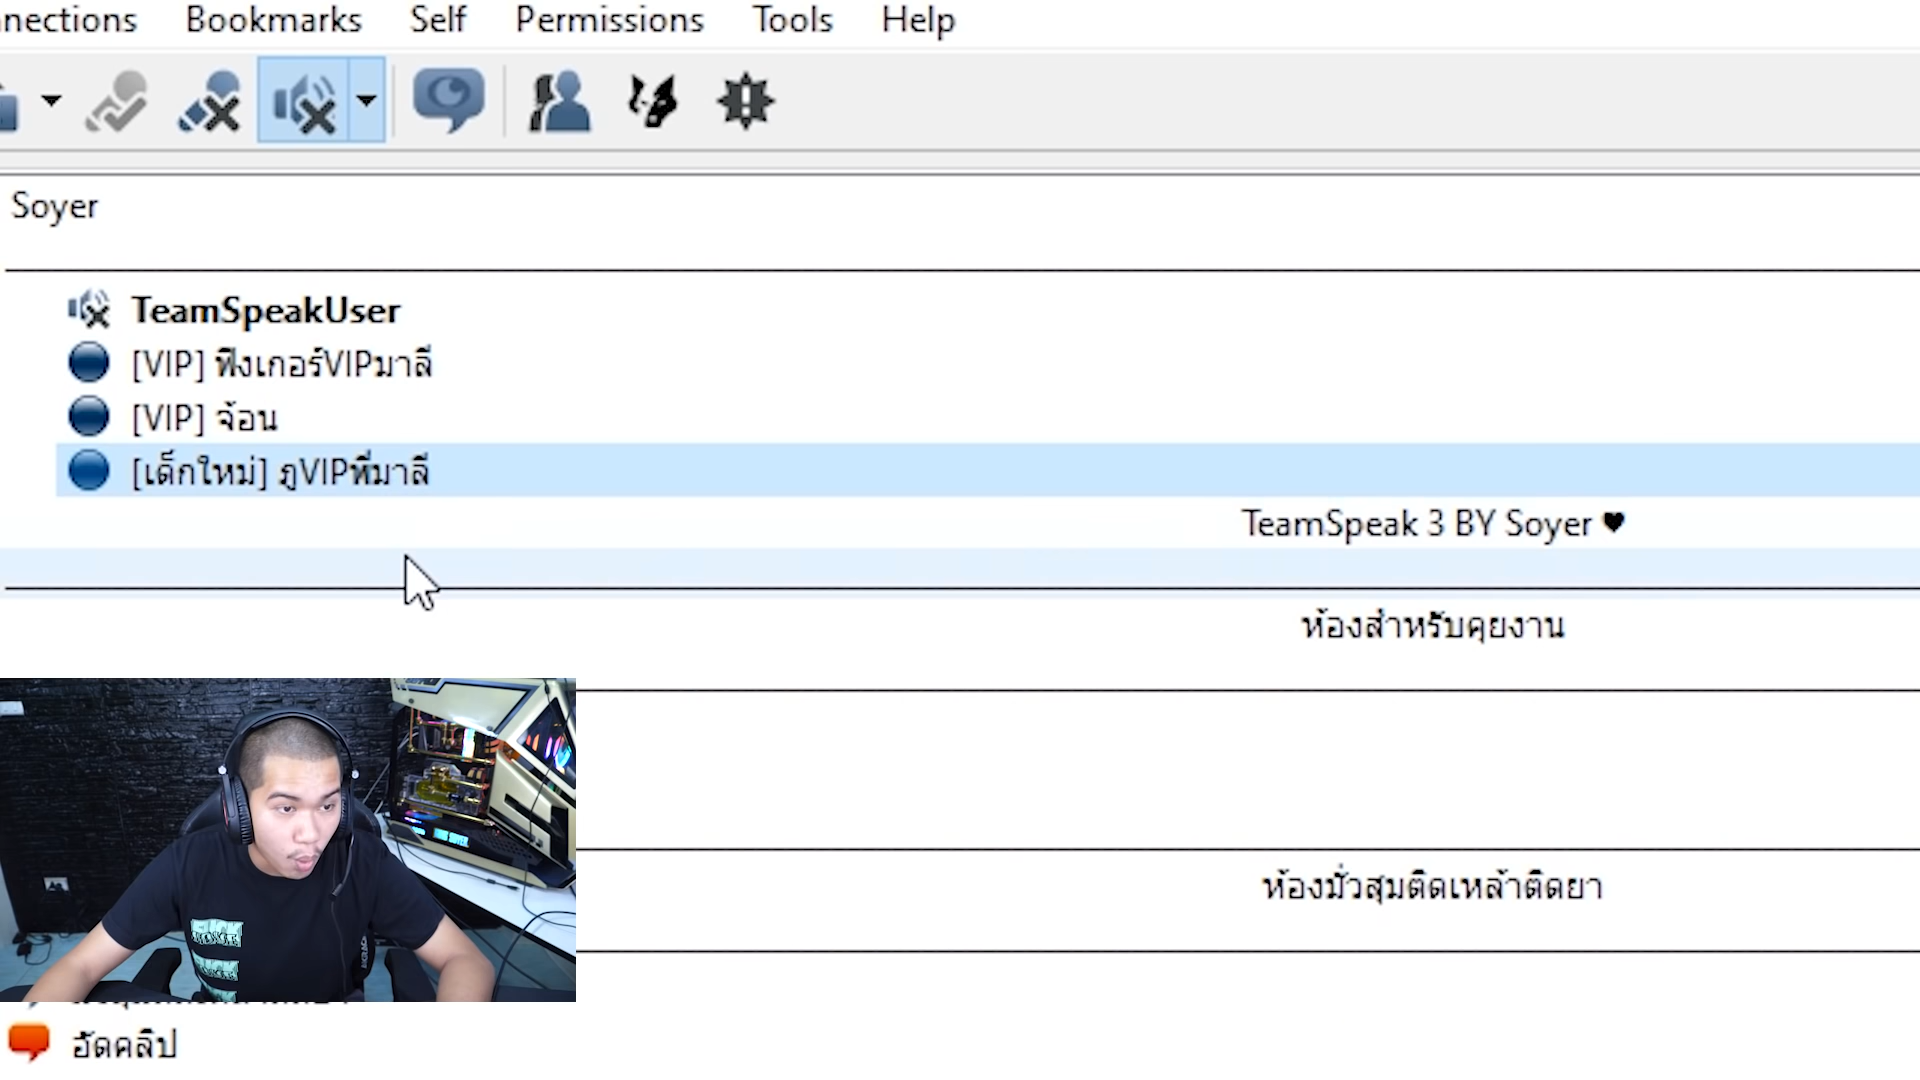 nnections Bookmarks Self Permissions Tools Help
Soyer
TeamSpeakUser
[VIP] ฟิงเกอร์VIPมาลี
[VIP] จ้อน
[เด็กใหม่] ภูVIPพี่มาลี
TeamSpeak 3 BY Soyer ♥
ห้องสำหรับคุยงาน
ห้องมั่วสุมติดเหล้าติดยา
อัดคลิป